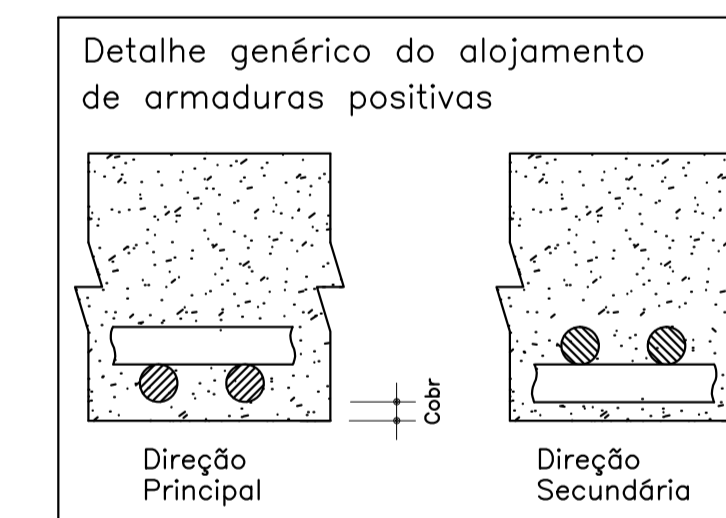 Detalhe genérico do alojamento
de armaduras positivas
Cobr
Direção
Principal
Direção
Secundária